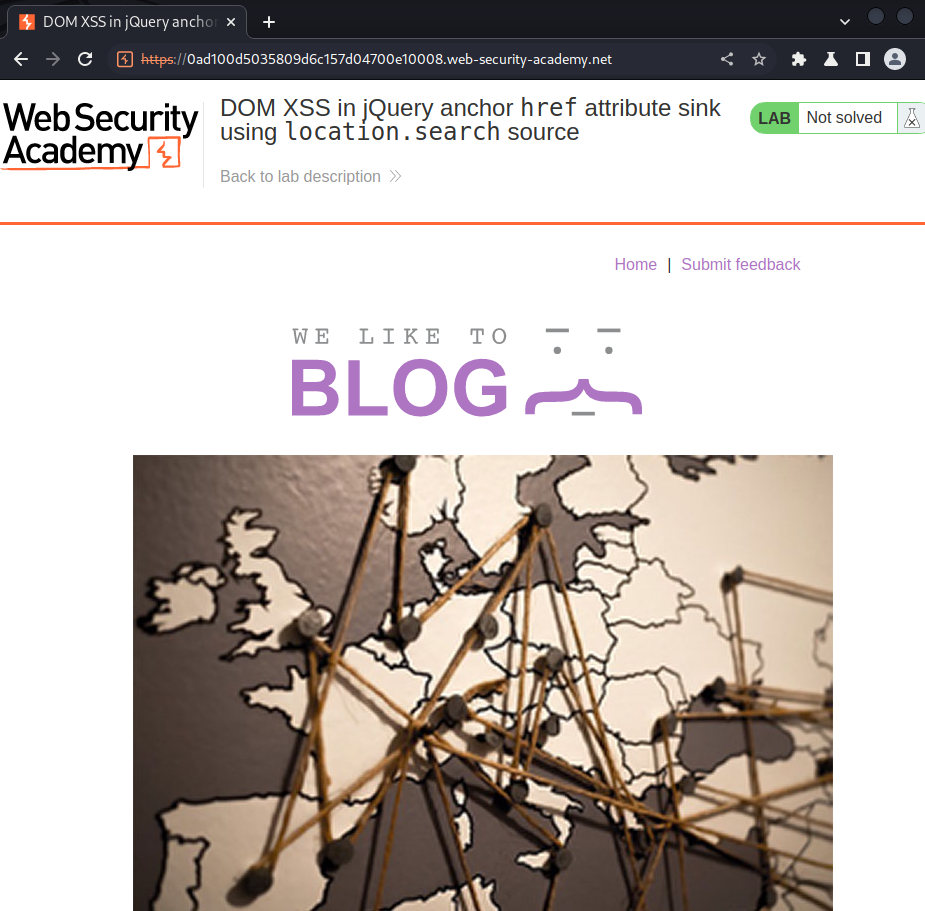 DOM XSS in jQuery anchor
https://0ad100d5035809d6c157d04700e10008.web-security-academy.net
Web Security
Academy
DOM XSS in jQuery anchor href attribute sink
using location.search source
LAB Not solved
Back to lab description
Home | Submit feedback
WE LIKE TO
BLOG